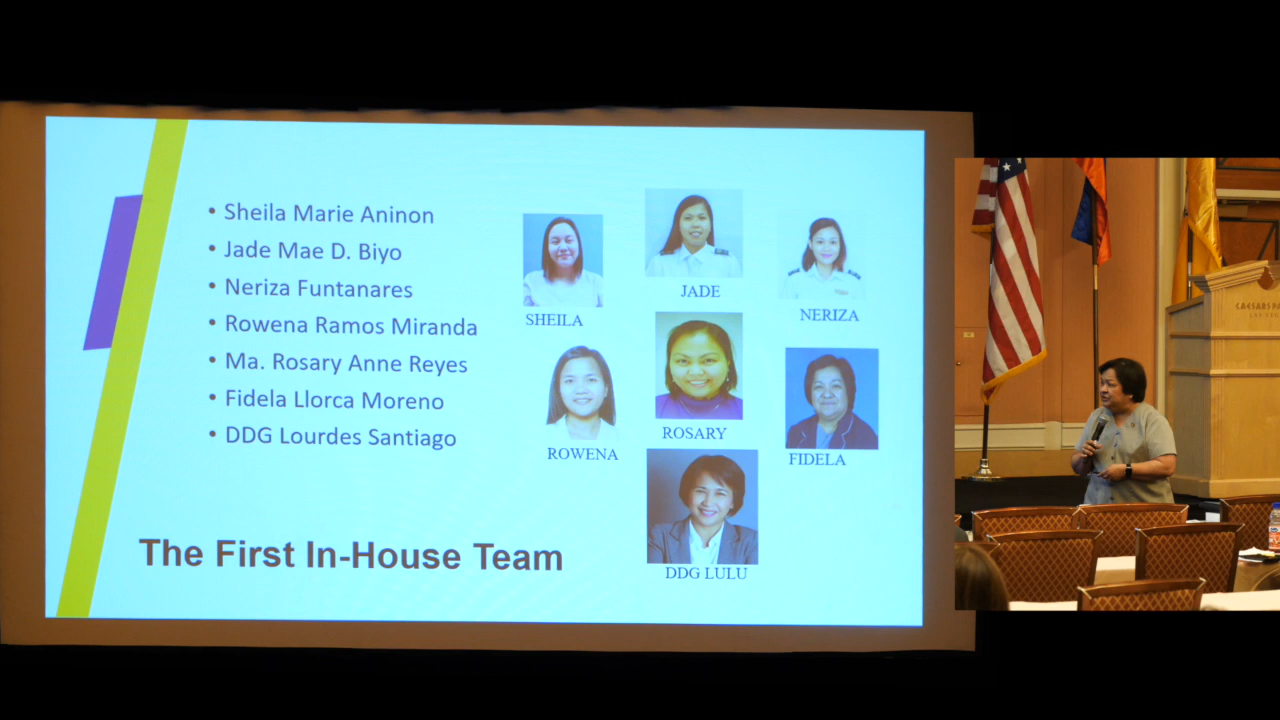 • Sheila Marie Aninon
• Jade Mae D. Biyo
• Neriza Funtanares
• Rowena Ramos Miranda
• Ma. Rosary Anne Reyes
• Fidela Llorca Moreno
• DDG Lourdes Santiago
The First In-House Team
SHEILA
JADE
NERIZA
ROWENA
ROSARY
FIDELA
DDG LULU
CAESARS